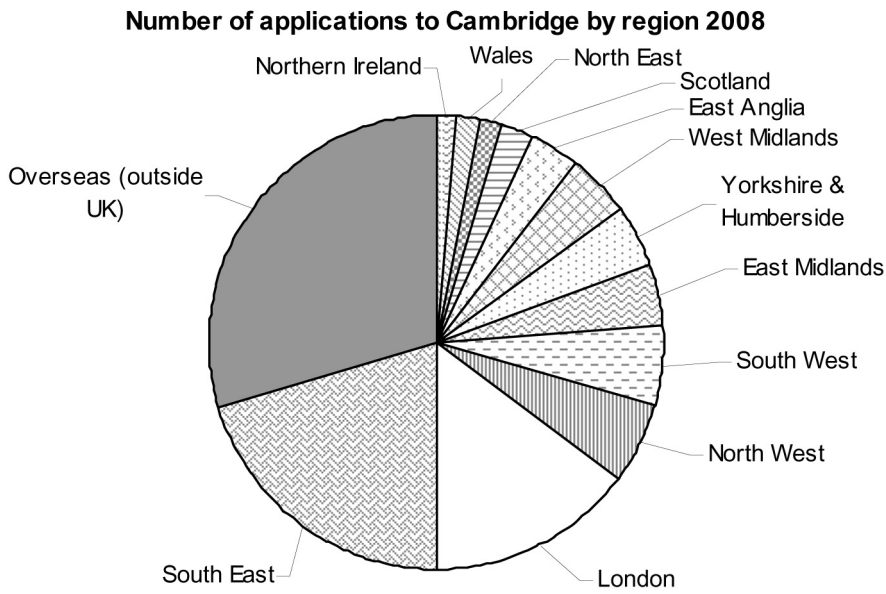 Number of applications to Cambridge by region 2008
Northern Ireland
Wales
North East
Scotland
East Anglia
West Midlands
Yorkshire &
Humberside
East Midlands
South West
North West
London
South East
Overseas (outside
UK)